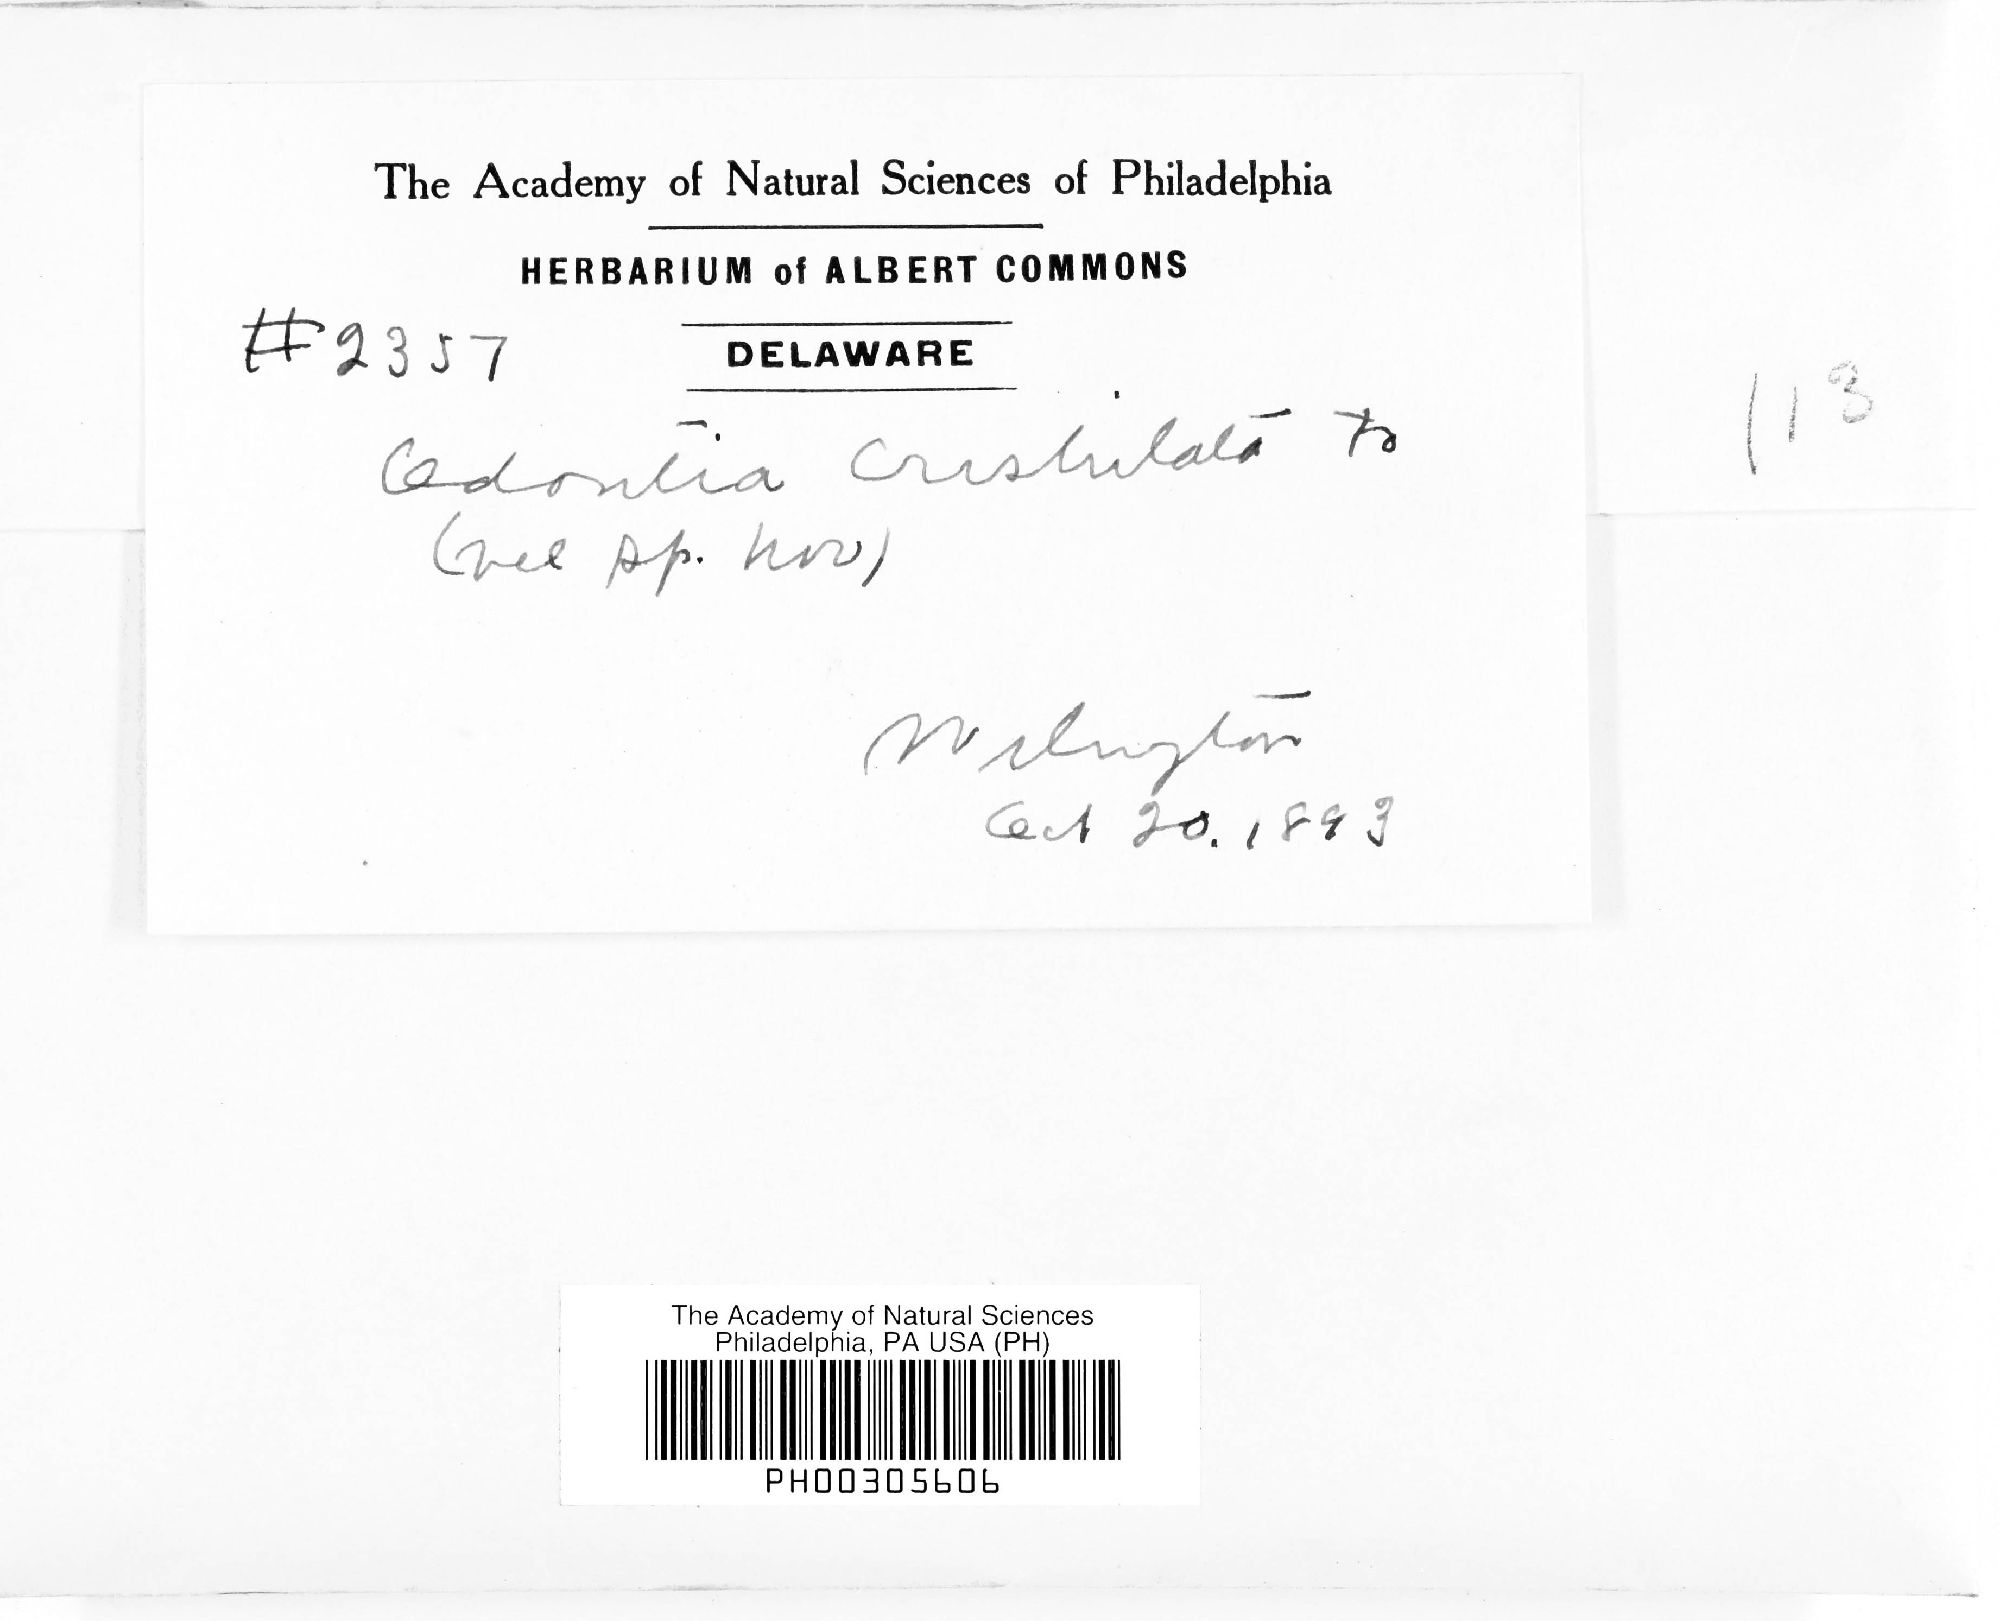 The Academy of Natural Sciences of Philadelphia
HERBARIUM of ALBERT COMMONS
#2357
DELAWARE
Odontia cristulata Fr
(vel sp. nov)
113
Wilmington
Oct 20. 1893
The Academy of Natural Sciences
Philadelphia, PA USA (PH)
PH00305606